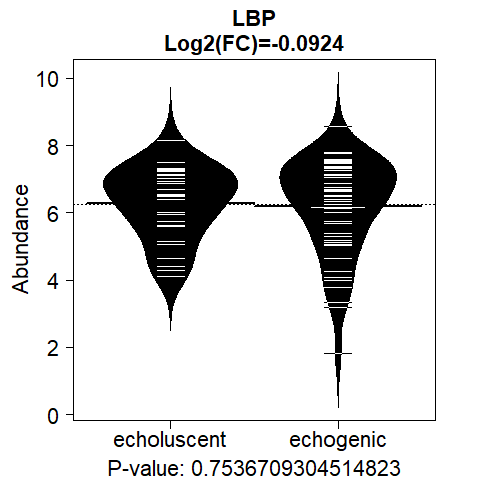 LBP
Log2(FC)=-0.0924
Abundance
10
8
6
4
2
0
echoluscent echogenic
P-value: 0.7536709304514823